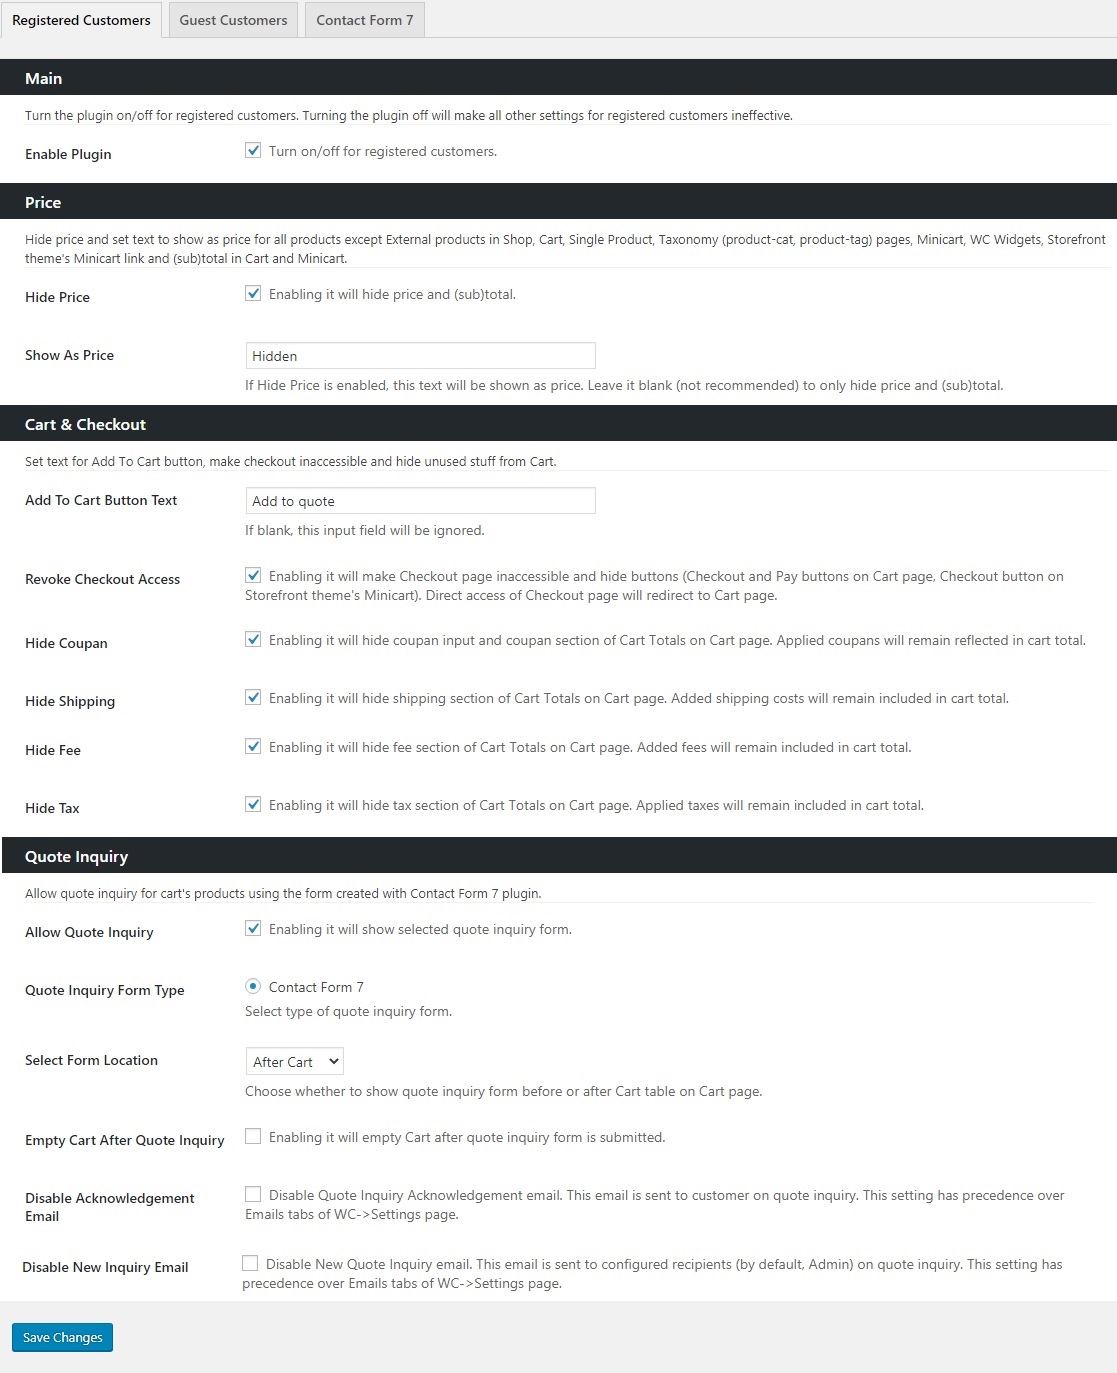 Registered Customers
Guest Customers
Contact Form 7
Main
Turn the plugin on/off for registered customers. Turning the plugin off will make all other settings for registered customers ineffective.
Enable Plugin
Turn on/off for registered customers.
Price
Hide price and set text to show as price for all products except External products in Shop, Cart, Single Product, Taxonomy (product-cat, product-tag) pages, Minicart, WC Widgets, Storefront
theme's Minicart link and (sub)total in Cart and Minicart.
Hide Price
Enabling it will hide price and (sub)total.
Show As Price
Hidden
If Hide Price is enabled, this text will be shown as price. Leave it blank (not recommended) to only hide price and (sub)total.
Cart & Checkout
Set text for Add To Cart button, make checkout inaccessible and hide unused stuff from Cart.
Add To Cart Button Text
Add to quote
If blank, this input field will be ignored.
Revoke Checkout Access
Enabling it will make Checkout page inaccessible and hide buttons (Checkout and Pay buttons on Cart page, Checkout button on
Storefront theme's Minicart). Direct access of Checkout page will redirect to Cart page.
Hide Coupan
Enabling it will hide coupan input and coupan section of Cart Totals on Cart page. Applied coupans will remain reflected in cart total.
Hide Shipping
Enabling it will hide shipping section of Cart Totals on Cart page. Added shipping costs will remain included in cart total.
Hide Fee
Enabling it will hide fee section of Cart Totals on Cart page. Added fees will remain included in cart total.
Hide Tax
Enabling it will hide tax section of Cart Totals on Cart page. Applied taxes will remain included in cart total.
Quote Inquiry
Allow quote inquiry for cart's products using the form created with Contact Form 7 plugin.
Allow Quote Inquiry
Enabling it will show selected quote inquiry form.
Quote Inquiry Form Type
Contact Form 7
Select type of quote inquiry form.
Select Form Location
After Cart
Choose whether to show quote inquiry form before or after Cart table on Cart page.
Empty Cart After Quote Inquiry
Enabling it will empty Cart after quote inquiry form is submitted.
Disable Acknowledgement
Email
Disable Quote Inquiry Acknowledgement email. This email is sent to customer on quote inquiry. This setting has precedence over
Emails tabs of WC->Settings page.
Disable New Inquiry Email
Disable New Quote Inquiry email. This email is sent to configured recipients (by default, Admin) on quote inquiry. This setting has
precedence over Emails tabs of WC->Settings page.
Save Changes